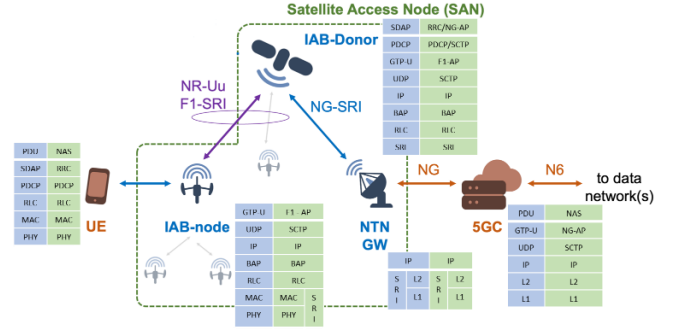 Satellite Access Node (SAN)
IAB-Donor
SDAP RRC/NG-AP
PDCP PDCP/SCTP
GTP-U F1-AP
UDP SCTP
IP IP
BAP BAP
RLC RLC
SRI SRI
NR-Uu
F1-SRI
NG-SRI
PDU NAS
SDAP RRC
PDCP PDCP
RLC RLC
MAC MAC
PHY PHY
UE
IAB-node
GTP-U F1 - AP
UDP SCTP
IP IP
BAP BAP
RLC RLC
MAC MAC SRI
PHY PHY
NTN
GW
IP IP
SRI L2 SRI L2
L1 L1
NG
5GC
N6
to data
network(s)
PDU NAS
GTP-U NG-AP
UDP SCTP
IP IP
L2 L2
L1 L1